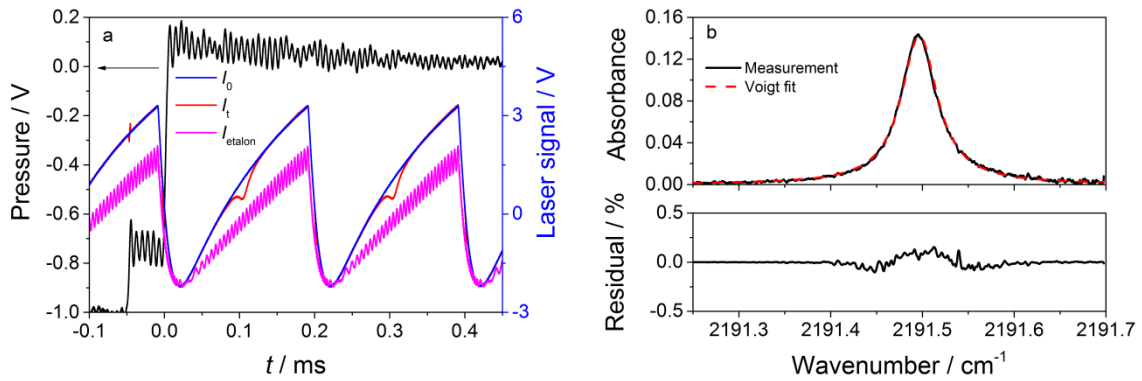 a
0.2
0.0
-0.2
-0.4
-0.6
-0.8
-1.0
Pressure / V
6
3
0
-3
Laser signal / V
I0
It
Ietalon
-0.1 0.0 0.1 0.2 0.3 0.4
t / ms
b
0.16
0.12
0.08
0.04
0.00
Absorbance
Measurement
Voigt fit
0.5
0.0
-0.5
Residual / %
2191.3 2191.4 2191.5 2191.6 2191.7
Wavenumber / cm-1